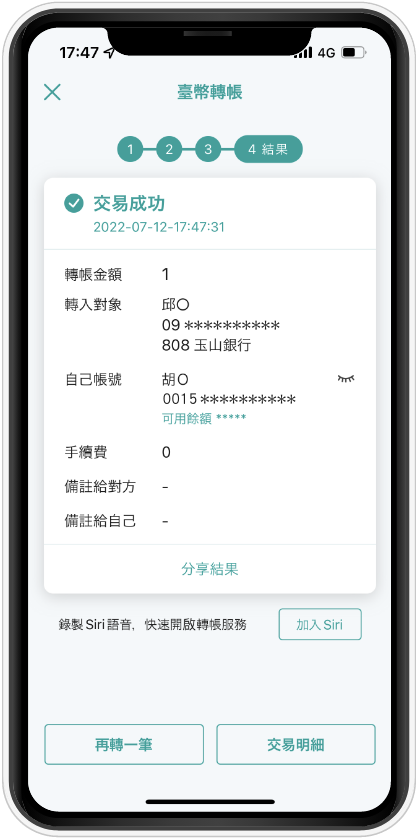 17:47 4G
臺幣轉帳
1 2 3 4 結果
交易成功
2022-07-12-17:47:31
轉帳金額 1
轉入對象 邱〇
09 **********
808 玉山銀行
自己帳號 胡〇
0015 **********
可用餘額 *****
手續費 0
備註給對方 -
備註給自己 -
分享結果
錄製 Siri 語音，快速開啟轉帳服務 加入 Siri
再轉一筆 交易明細